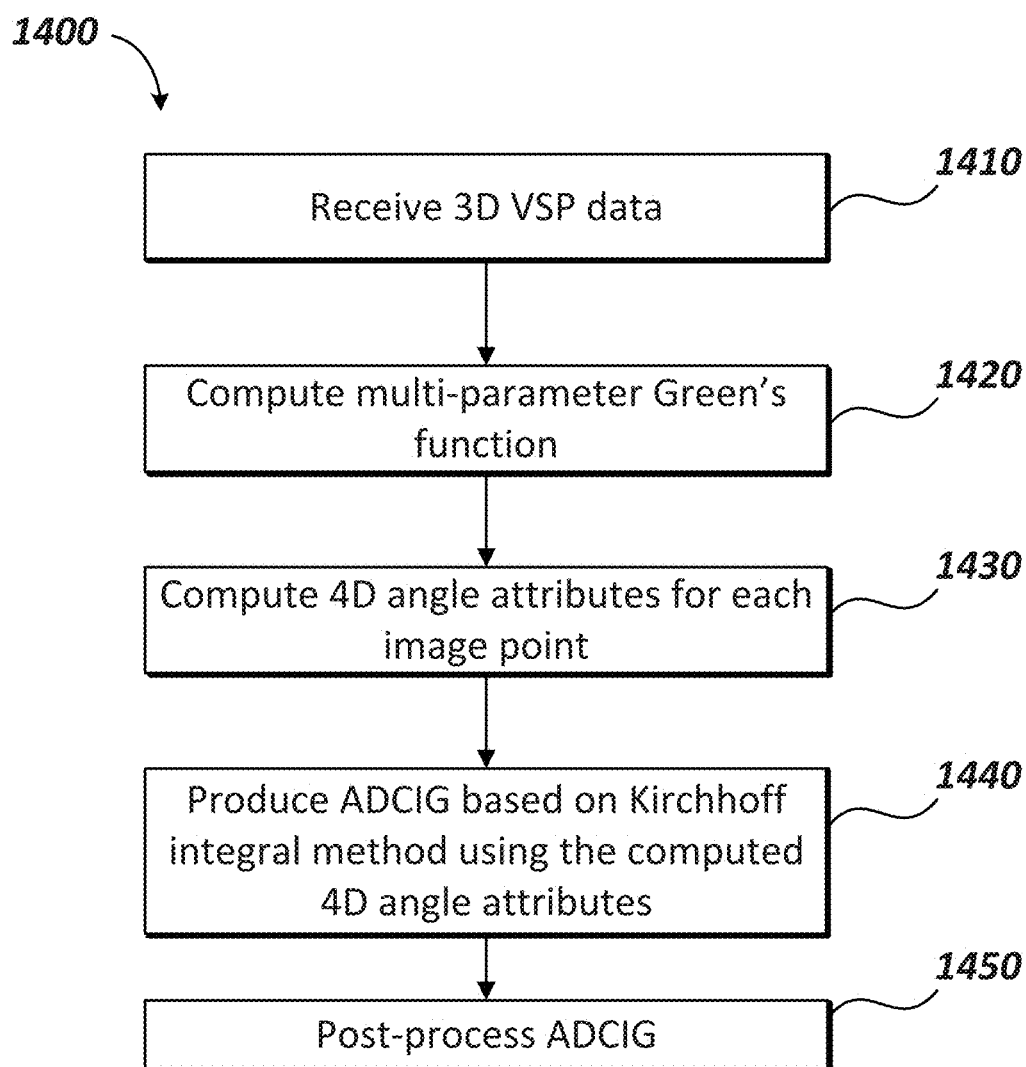 1400
1410
Receive 3D VSP data
1420
Compute multi-parameter Green's
function
1430
Compute 4D angle attributes for each
image point
1440
Produce ADCIG based on Kirchhoff
integral method using the computed
4D angle attributes
1450
Post-process ADCIG